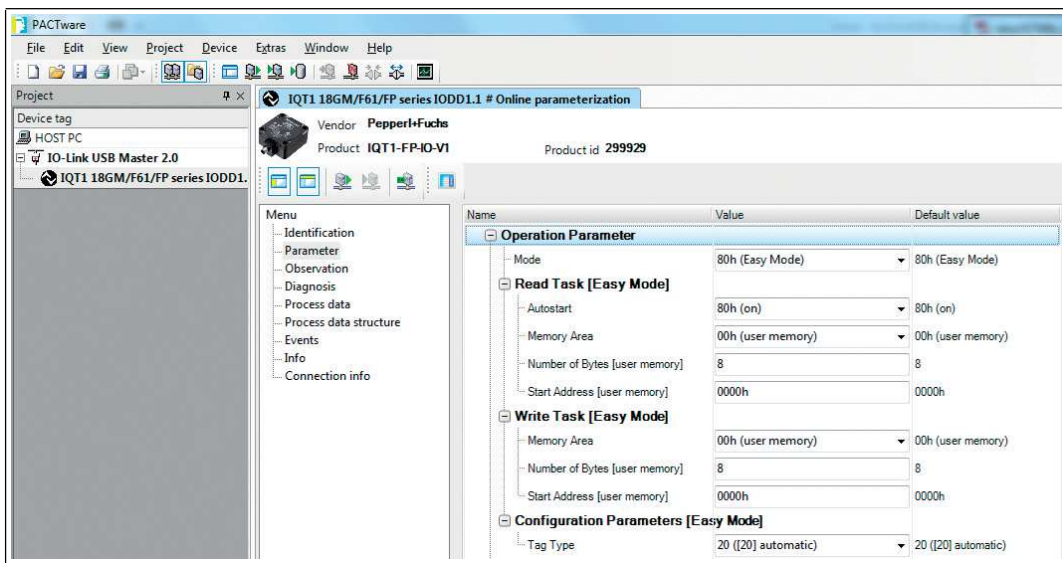 PACTware
File Edit View Project Device Extras Window Help
Project
Device tag
HOST PC
IO-Link USB Master 2.0
IQT1 18GM/F61/FP series IODD1.
IQT1 18GM/F61/FP series IODD1.1 # Online parameterization
Vendor Pepperl+Fuchs
Product IQT1-FP-IO-V1 Product id 299929
Menu
Identification
Parameter
Observation
Diagnosis
Process data
Process data structure
Events
Info
Connection info
Name Value Default value
Operation Parameter
Mode 80h (Easy Mode) 80h (Easy Mode)
Read Task [Easy Mode]
Autostart 80h (on) 80h (on)
Memory Area 00h (user memory) 00h (user memory)
Number of Bytes [user memory] 8 8
Start Address [user memory] 0000h 0000h
Write Task [Easy Mode]
Memory Area 00h (user memory) 00h (user memory)
Number of Bytes [user memory] 8 8
Start Address [user memory] 0000h 0000h
Configuration Parameters [Easy Mode]
Tag Type 20 ([20] automatic) 20 ([20] automatic)